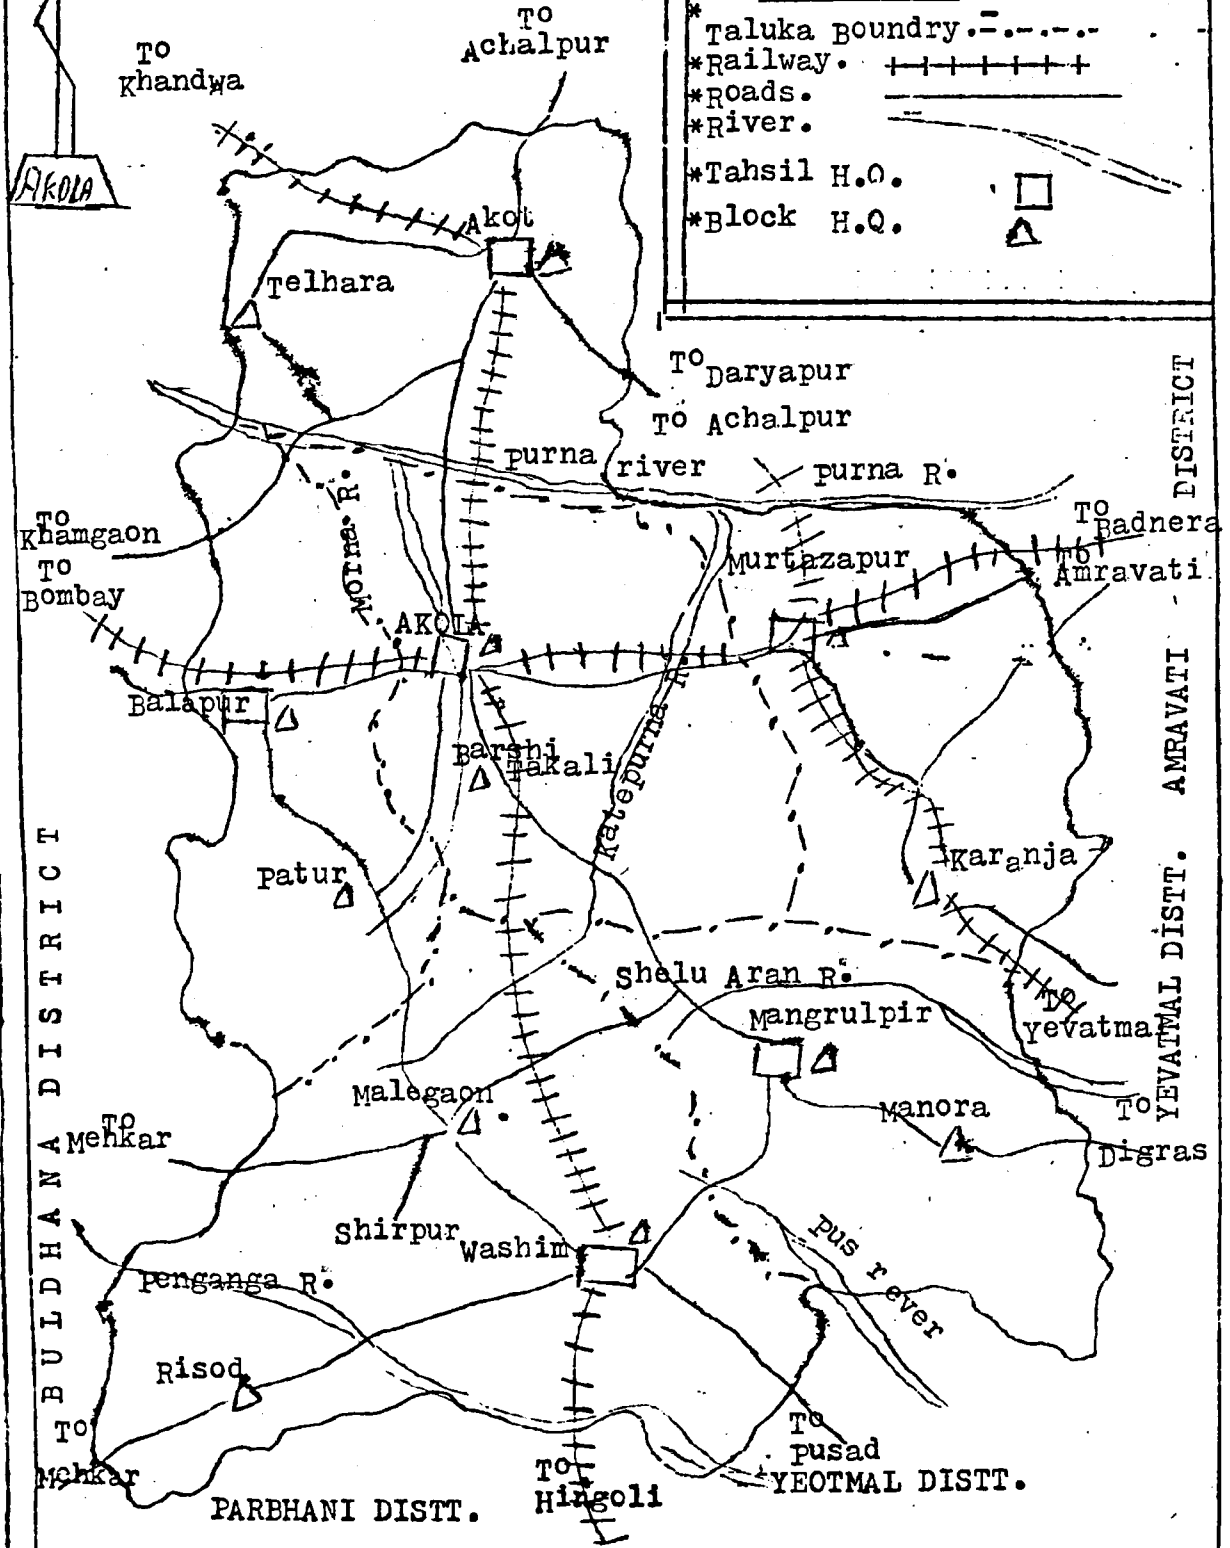 To
Achalpur
To
Khandwa
AKOLA
*
Taluka Boundry
*Railway.
*Roads.
*River.
*Tahsil H.Q.
*Block H.Q.
Akot
Telhara
To Daryapur
To Achalpur
Purna river
Purna R.
To
Khamgaon
To
Bombay
Morna. R.
To
Badnera
To
Amravati
Murtazapur
AKOLA
Balapur
Barshi
Takali
Katepurna R.
Patur
Karanja
Shelu Aran R.
Mangrulpir
To
Yevatmal
Malegaon
Manora
To
Digras
To
Mehkar
Shirpur
Washim
Pus rever
Penganga R.
Risod
To
Mehkar
To
Pusad
To
Hingoli
YEOTMAL DISTT.
PARBHANI DISTT.
BULDHANA DISTRICT
YEVATMAL DISTT. AMRAVATI DISTRICT